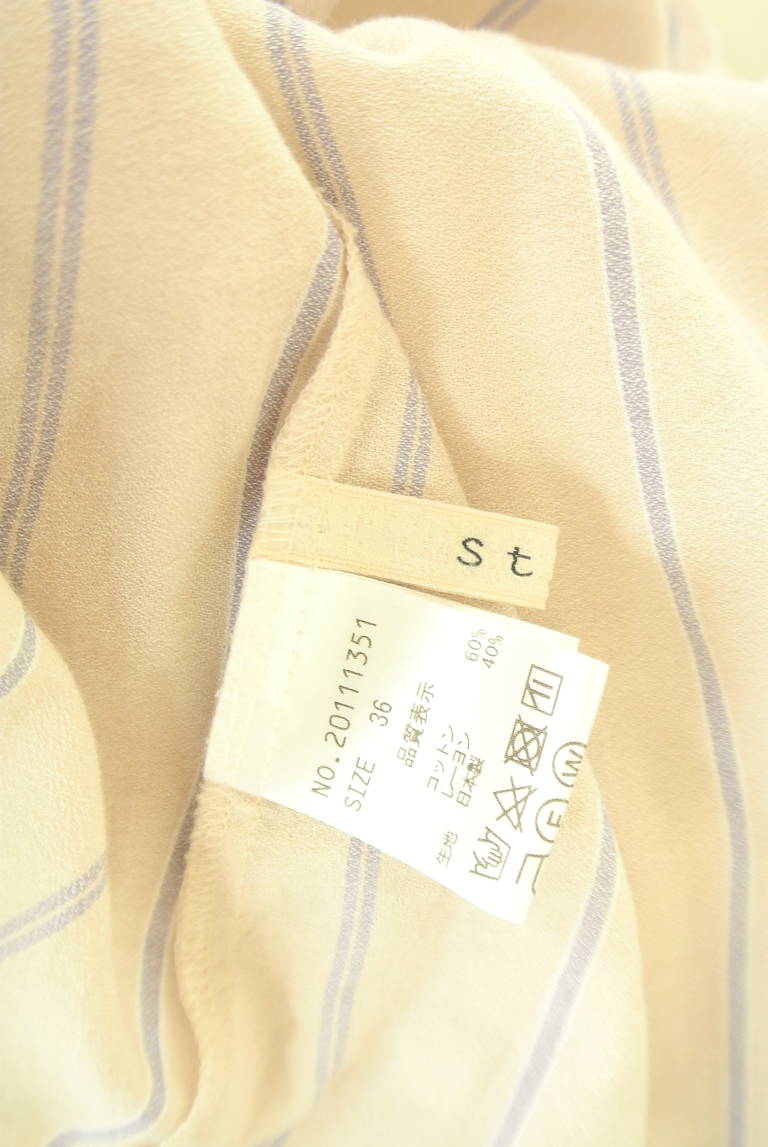 St
NO.20111351
SIZE 36
品質表示
コットン 60%
レーヨン 40%
日本製
生地
F
W